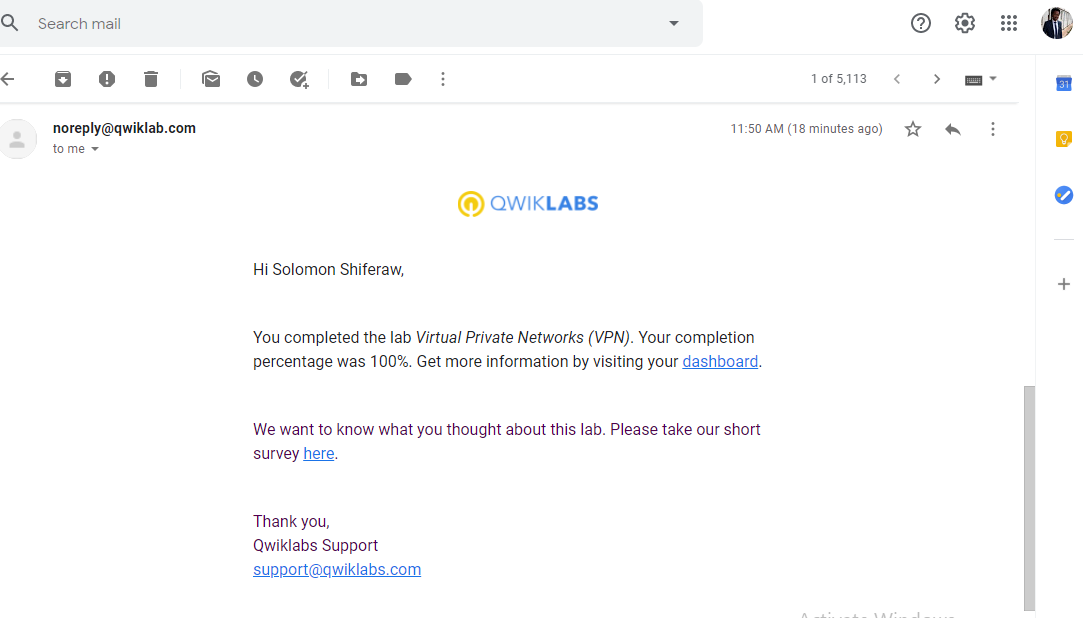 Search mail
1 of 5,113
31
noreply@qwiklab.com
11:50 AM (18 minutes ago)
to me
QWIKLABS
Hi Solomon Shiferaw,
You completed the lab Virtual Private Networks (VPN). Your completion
percentage was 100%. Get more information by visiting your dashboard.
We want to know what you thought about this lab. Please take our short
survey here.
Thank you,
Qwiklabs Support
support@qwiklabs.com
Activate Windows